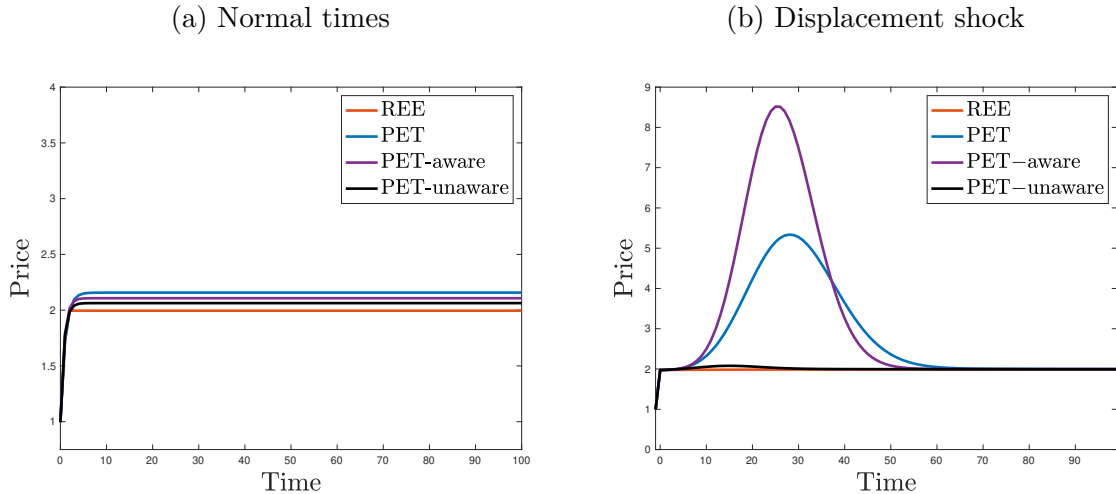 (a) Normal times
4
3.5
3
2.5
2
1.5
1
Price
0 10 20 30 40 50 60 70 80 90 100
Time
REE
PET
PET-aware
PET-unaware
(b) Displacement shock
9
8
7
6
5
4
3
2
1
0
Price
0 10 20 30 40 50 60 70 80 90
Time
REE
PET
PET−aware
PET−unaware